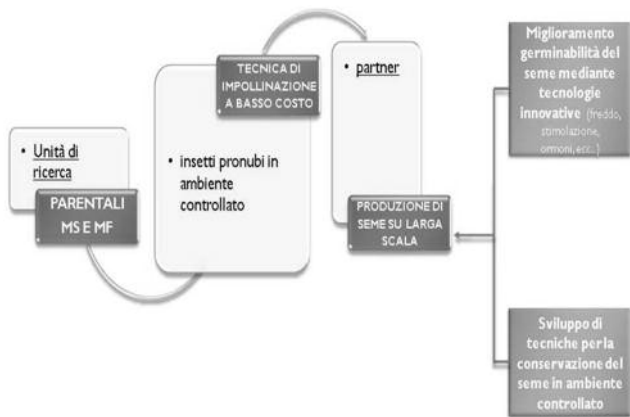 • Unità di
ricerca
PARENTALI
MS E MF
TECNICA DI
IMPOLLINAZIONE
A BASSO COSTO
• insetti pronubi in
ambiente
controllato
• partner
PRODUZIONE DI
SEME SU LARGA
SCALA
Miglioramento
germinabilità del
seme mediante
tecnologie
innovative (freddo,
stimolazione,
ormoni, ecc..)
Sviluppo di
tecniche per la
conservazione del
seme in ambiente
controllato